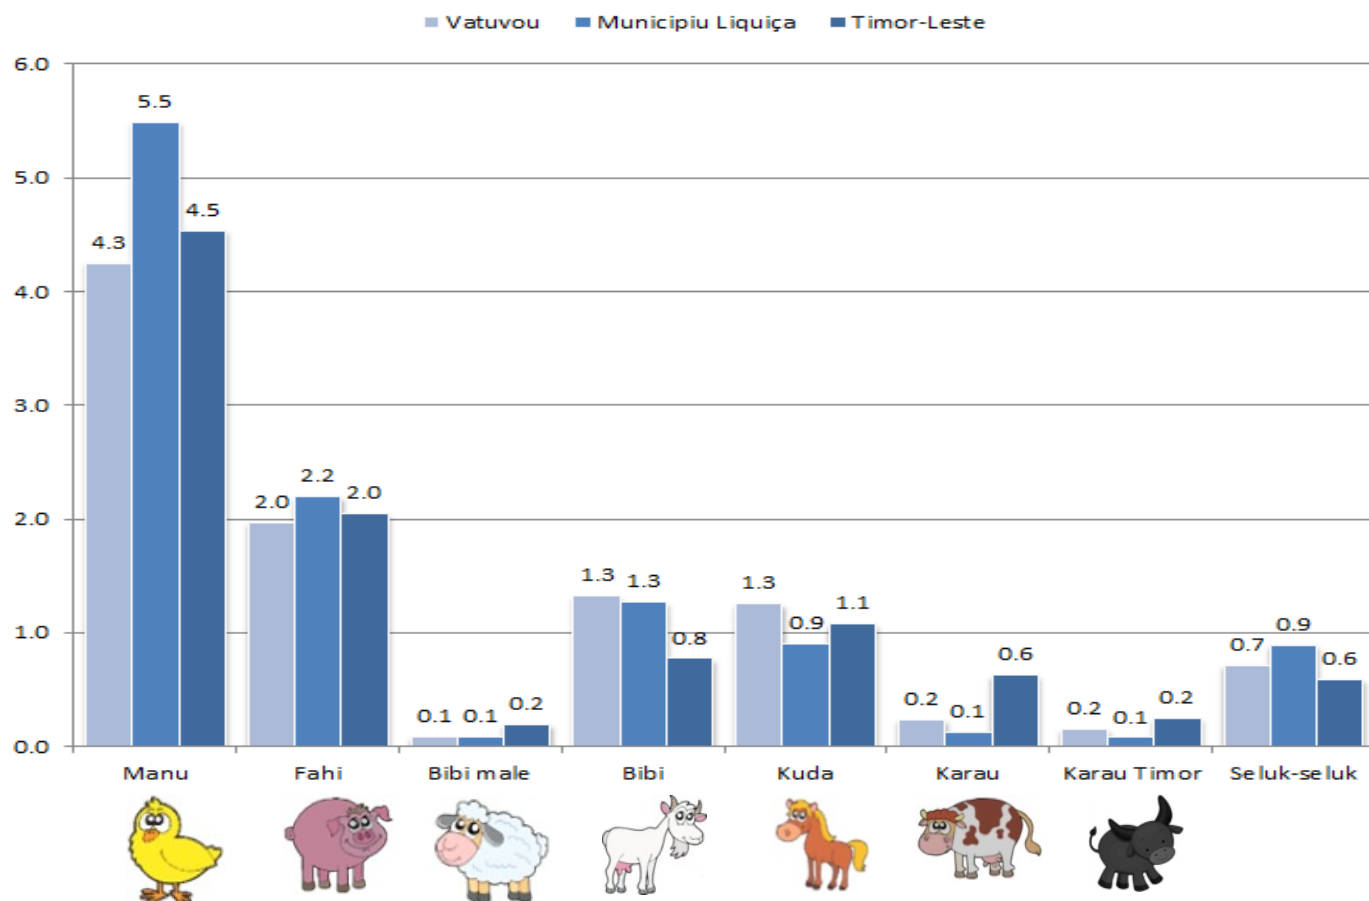 Vatuvou Municipiu Liquiça Timor-Leste
6.0
5.0
4.0
3.0
2.0
1.0
0.0
4.3 5.5 4.5
2.0 2.2 2.0
0.1 0.1 0.2
1.3 1.3 0.8
1.3 0.9 1.1
0.2 0.1 0.6
0.2 0.1 0.2
0.7 0.9 0.6
Manu Fahi Bibi male Bibi Kuda Karau Karau Timor Seluk-seluk